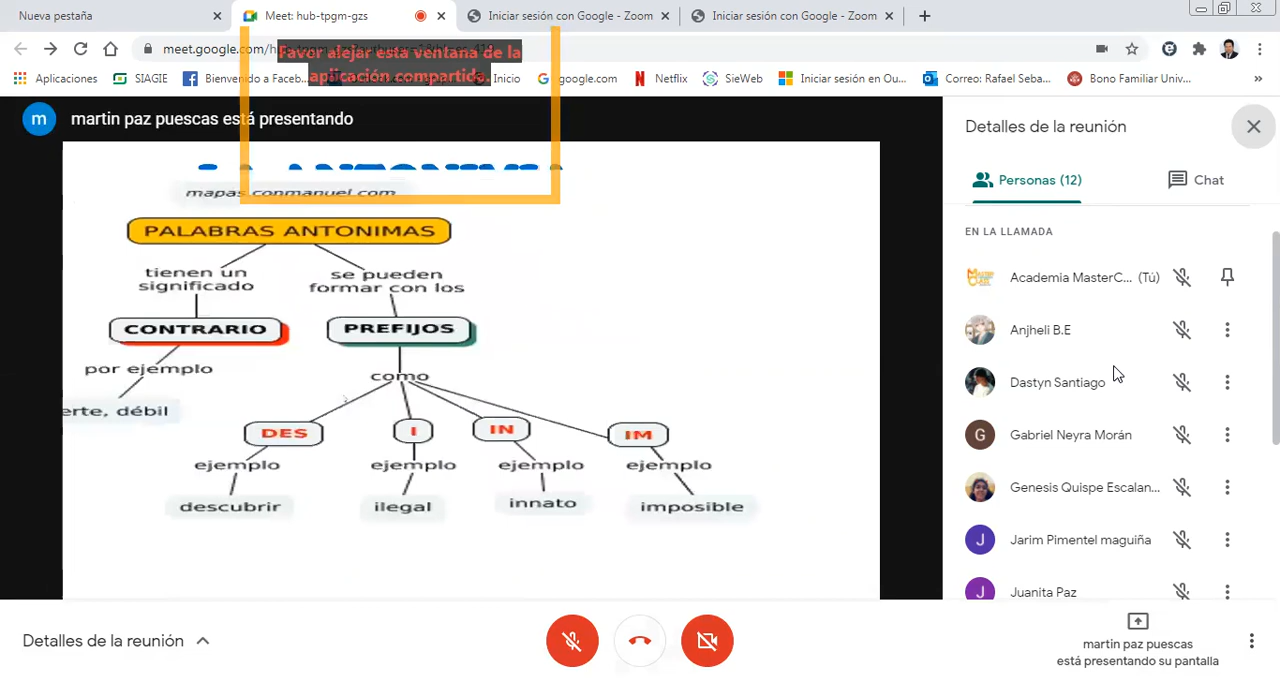 Nueva pestaña
Meet: hub-tpgm-gzs
Iniciar sesión con Google - Zoom
Iniciar sesión con Google - Zoom
Favor alejar esta ventana de la
aplicación compartida.
Aplicaciones
SIAGIE
Bienvenido a Faceb...
Inicio
google.com
Netflix
SieWeb
Iniciar sesión en Ou...
Correo: Rafael Seba...
Bono Familiar Univ...
»
m
martin paz puescas está presentando
mapas.conmanuel.com
PALABRAS ANTONIMAS
tienen un
significado
se pueden
formar con los
CONTRARIO
PREFIJOS
por ejemplo
como
erte, débil
DES
I
IN
IM
ejemplo
ejemplo
ejemplo
ejemplo
descubrir
ilegal
innato
imposible
Detalles de la reunión
Personas (12)
Chat
EN LA LLAMADA
Academia MasterC... (Tú)
Anjheli B.E
Dastyn Santiago
G
Gabriel Neyra Morán
Genesis Quispe Escalan...
J
Jarim Pimentel maguiña
J
Juanita Paz
Detalles de la reunión
martin paz puescas
está presentando su pantalla